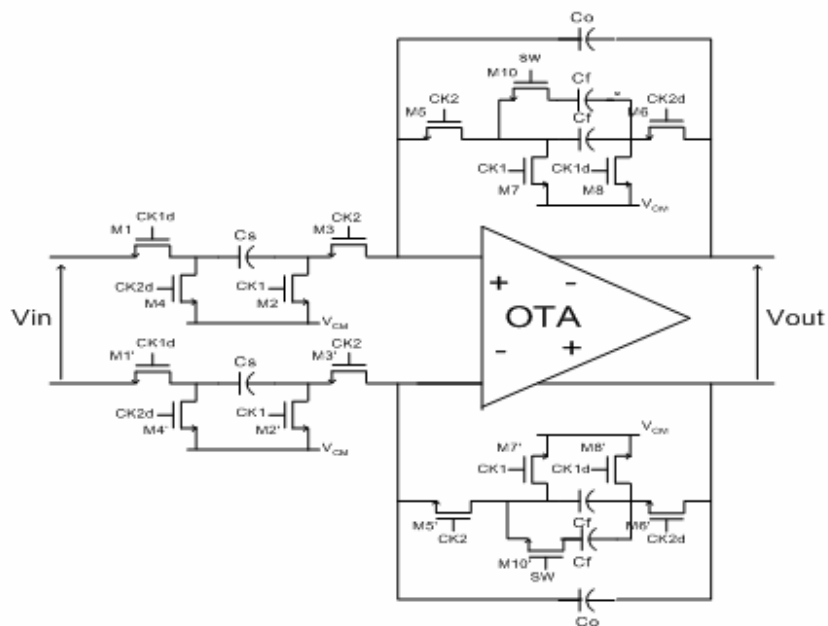 Co
SW
M10
Cf
CK2
M5
Cf
M6
CK2d
CK1
M7
CK1d
M8
VCM
CK1d
M1
Cs
M3
CK2
CK2d
M4
CK1
M2
VCM
Vin
+
-
OTA
-
+
Vout
CK1d
M1'
Cs
M3'
CK2
CK2d
M4'
CK1
M2'
VCM
M7'
M8'
VCM
CK1
CK1d
M5'
CK2
Cf
M6'
CK2d
M10'
Cf
SW
Co